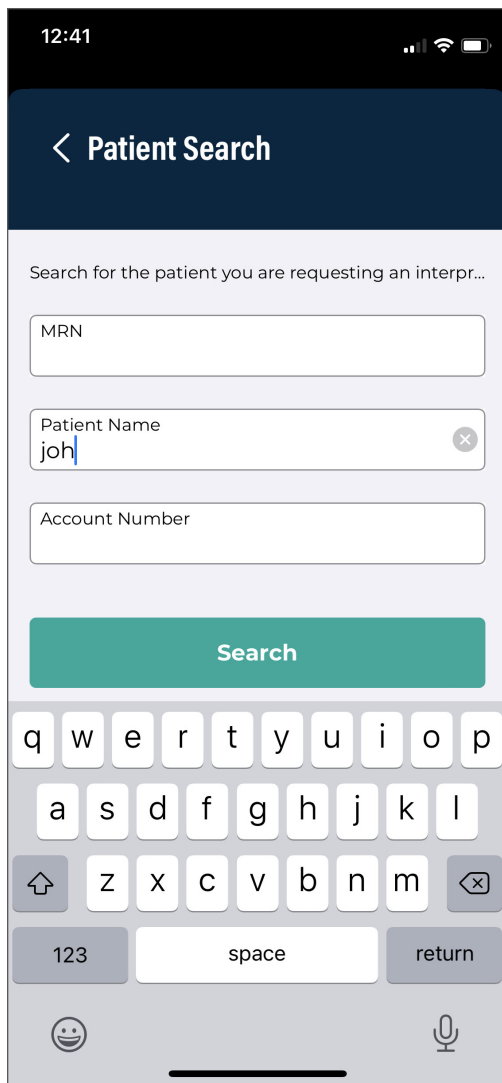 12:41
Patient Search
Search for the patient you are requesting an interpr...
MRN
Patient Name
joh
Account Number
Search
q w e r t y u i o p
a s d f g h j k l
z x c v b n m
123 space return